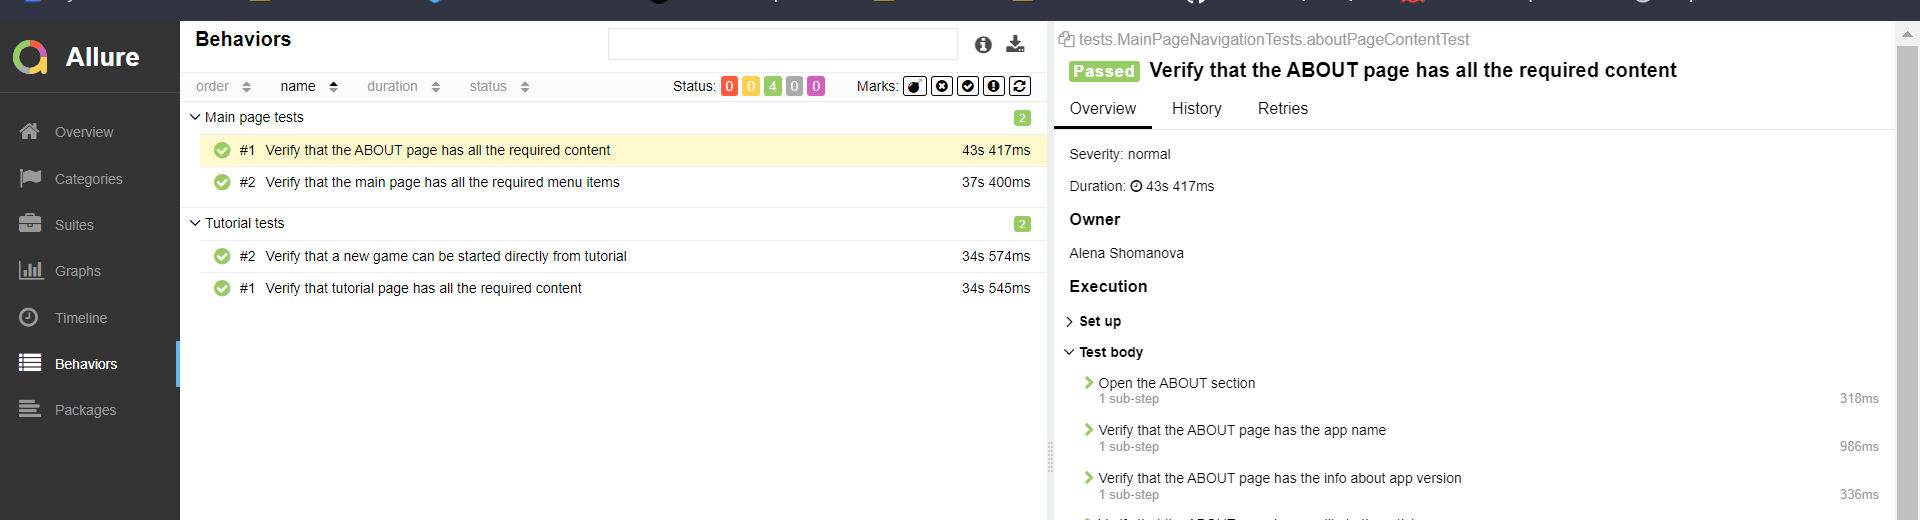 Allure
Overview
Categories
Suites
Graphs
Timeline
Behaviors
Packages
Behaviors
order name duration status Status: 0 0 4 0 0 Marks:
Main page tests 2
#1 Verify that the ABOUT page has all the required content 43s 417ms
#2 Verify that the main page has all the required menu items 37s 400ms
Tutorial tests 2
#2 Verify that a new game can be started directly from tutorial 34s 574ms
#1 Verify that tutorial page has all the required content 34s 545ms
tests.MainPageNavigationTests.aboutPageContentTest
Passed Verify that the ABOUT page has all the required content
Overview History Retries
Severity: normal
Duration: 43s 417ms
Owner
Alena Shomanova
Execution
Set up
Test body
Open the ABOUT section
1 sub-step 318ms
Verify that the ABOUT page has the app name
1 sub-step 986ms
Verify that the ABOUT page has the info about app version
1 sub-step 336ms